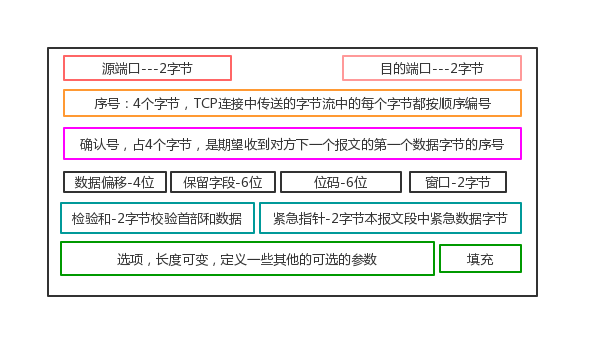 源端口---2字节
目的端口---2字节
序号：4个字节，TCP连接中传送的字节流中的每个字节都按顺序编号
确认号，占4个字节，是期望收到对方下一个报文的第一个数据字节的序号
数据偏移-4位
保留字段-6位
位码-6位
窗口-2字节
检验和-2字节校验首部和数据
紧急指针-2字节本报文段中紧急数据字节
选项，长度可变，定义一些其他的可选的参数
填充